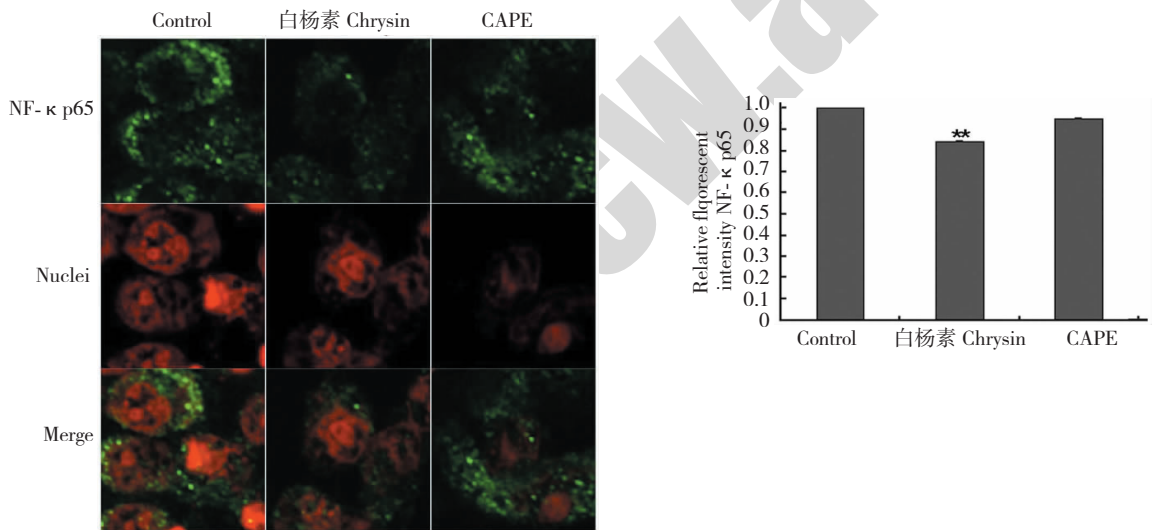 Control
白杨素 Chrysin
CAPE
NF- κ p65
Nuclei
Merge
Relative flqorescent
intensity NF- κ p65
1.0
0.9
0.8
0.7
0.6
0.5
0.4
0.3
0.2
0.1
0
**
Control
白杨素 Chrysin
CAPE